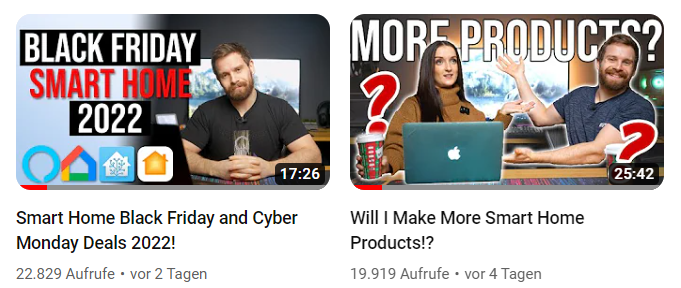 BLACK FRIDAY
SMART HOME
2022
17:26
MORE PRODUCTS?
?
?
25:42
Smart Home Black Friday and Cyber
Monday Deals 2022!
22.829 Aufrufe • vor 2 Tagen
Will I Make More Smart Home
Products!?
19.919 Aufrufe • vor 4 Tagen